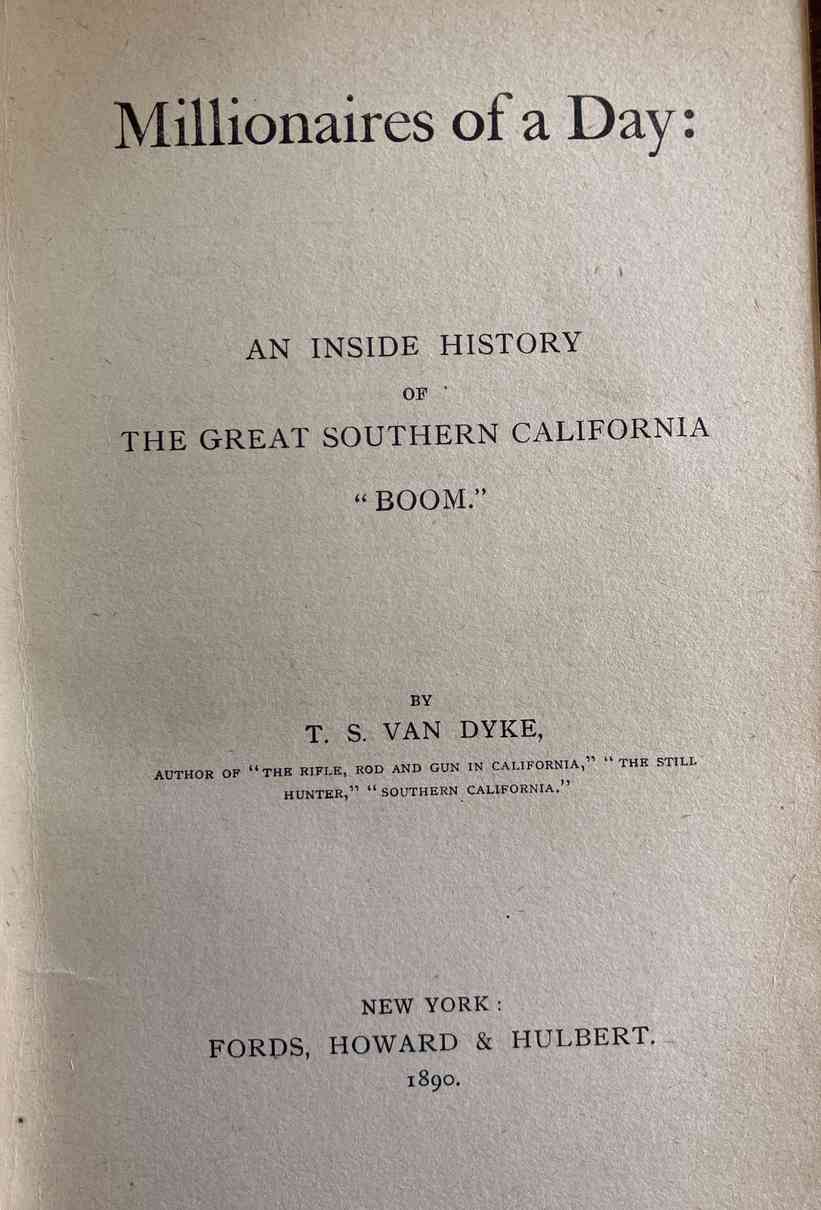 Millionaires of a Day:
AN INSIDE HISTORY
OF
THE GREAT SOUTHERN CALIFORNIA
“ BOOM.”
BY
T. S. VAN DYKE,
AUTHOR OF “THE RIFLE, ROD AND GUN IN CALIFORNIA,” “ THE STILL
HUNTER,” “ SOUTHERN CALIFORNIA.”
NEW YORK :
FORDS, HOWARD & HULBERT.
1890.